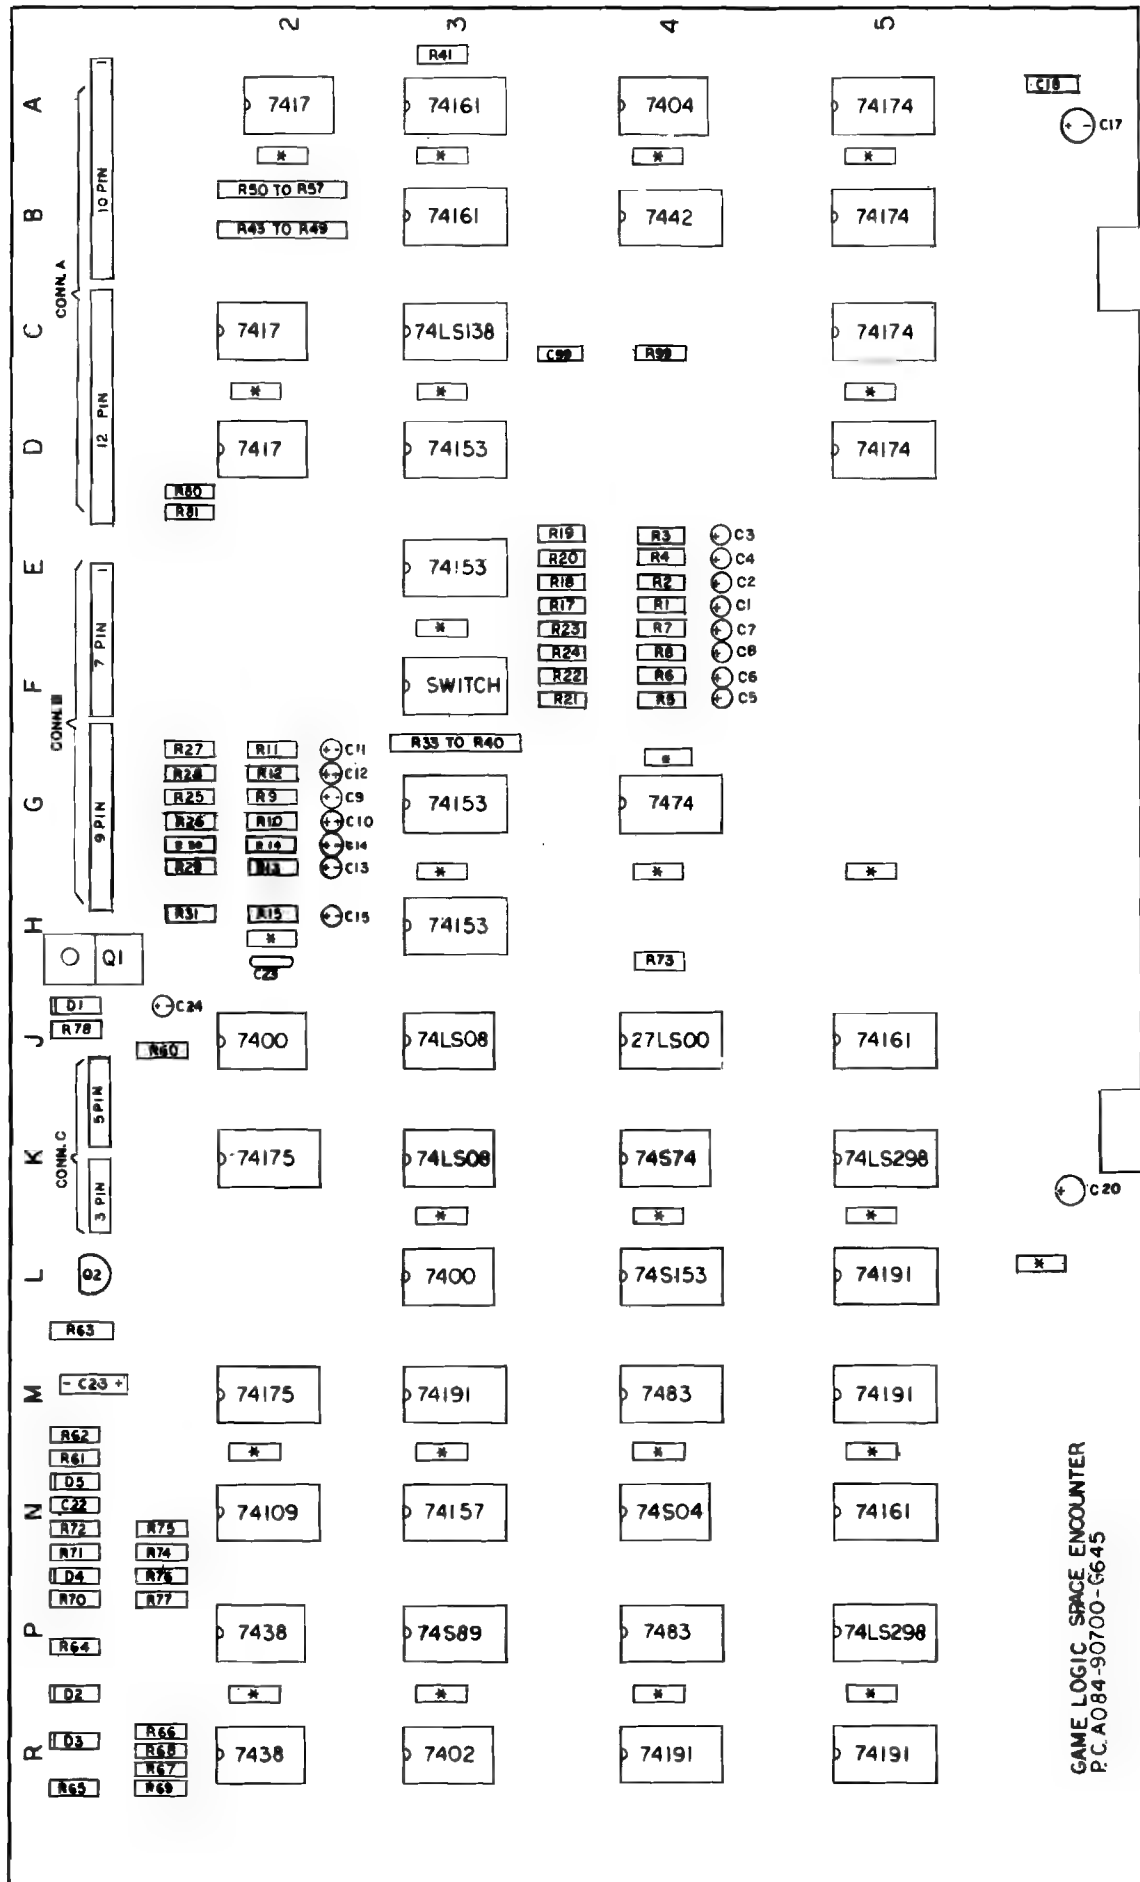 2 3 4 5
R41
A 7417 74161 7404 74174 C18
C17
* * * *
10 PIN
1
R50 TO R57
B 74161 7442 74174
R43 TO R49
CONN. A
C 7417 74LS138 74174
C99 R99
12 PIN
* * *
D 7417 74153 74174
R80
R81
R19 R3 C3
E 74153 R20 R4 C4
1
R18 R2 C2
R17 R1 C1
7 PIN
* R23 R7 C7
R24 R8 C8
F SWITCH R22 R6 C6
R21 R5 C5
CONN. B
R27 R11 C11 R33 TO R40
*
R28 R12 C12
G R25 R9 C9 74153 7474
R26 R10 C10
9 PIN
R30 R14 C14
R29 R13 C13 * * *
H R31 R15 C15 74153
*
Q1 C23 R73
D1 C24
R78
J 7400 74LS08 27LS00 74161
R60
5 PIN
CONN. C
K 74175 74LS08 74S74 74LS298
3 PIN
C20
* * *
L Q2 7400 74S153 74191 *
R63
M - C23 + 74175 74191 7483 74191
R62
R61 * * * *
D5
N C22 74109 74157 74S04 74161
R72 R75
R71 R74
D4 R76
R70 R77
P R64 7438 74S89 7483 74LS298
D2 * * * *
R D3 R66 7438 7402 74191 74191
R68
R67
R65 R69
GAME LOGIC SPACE ENCOUNTER
P.C. A084-90700-G645